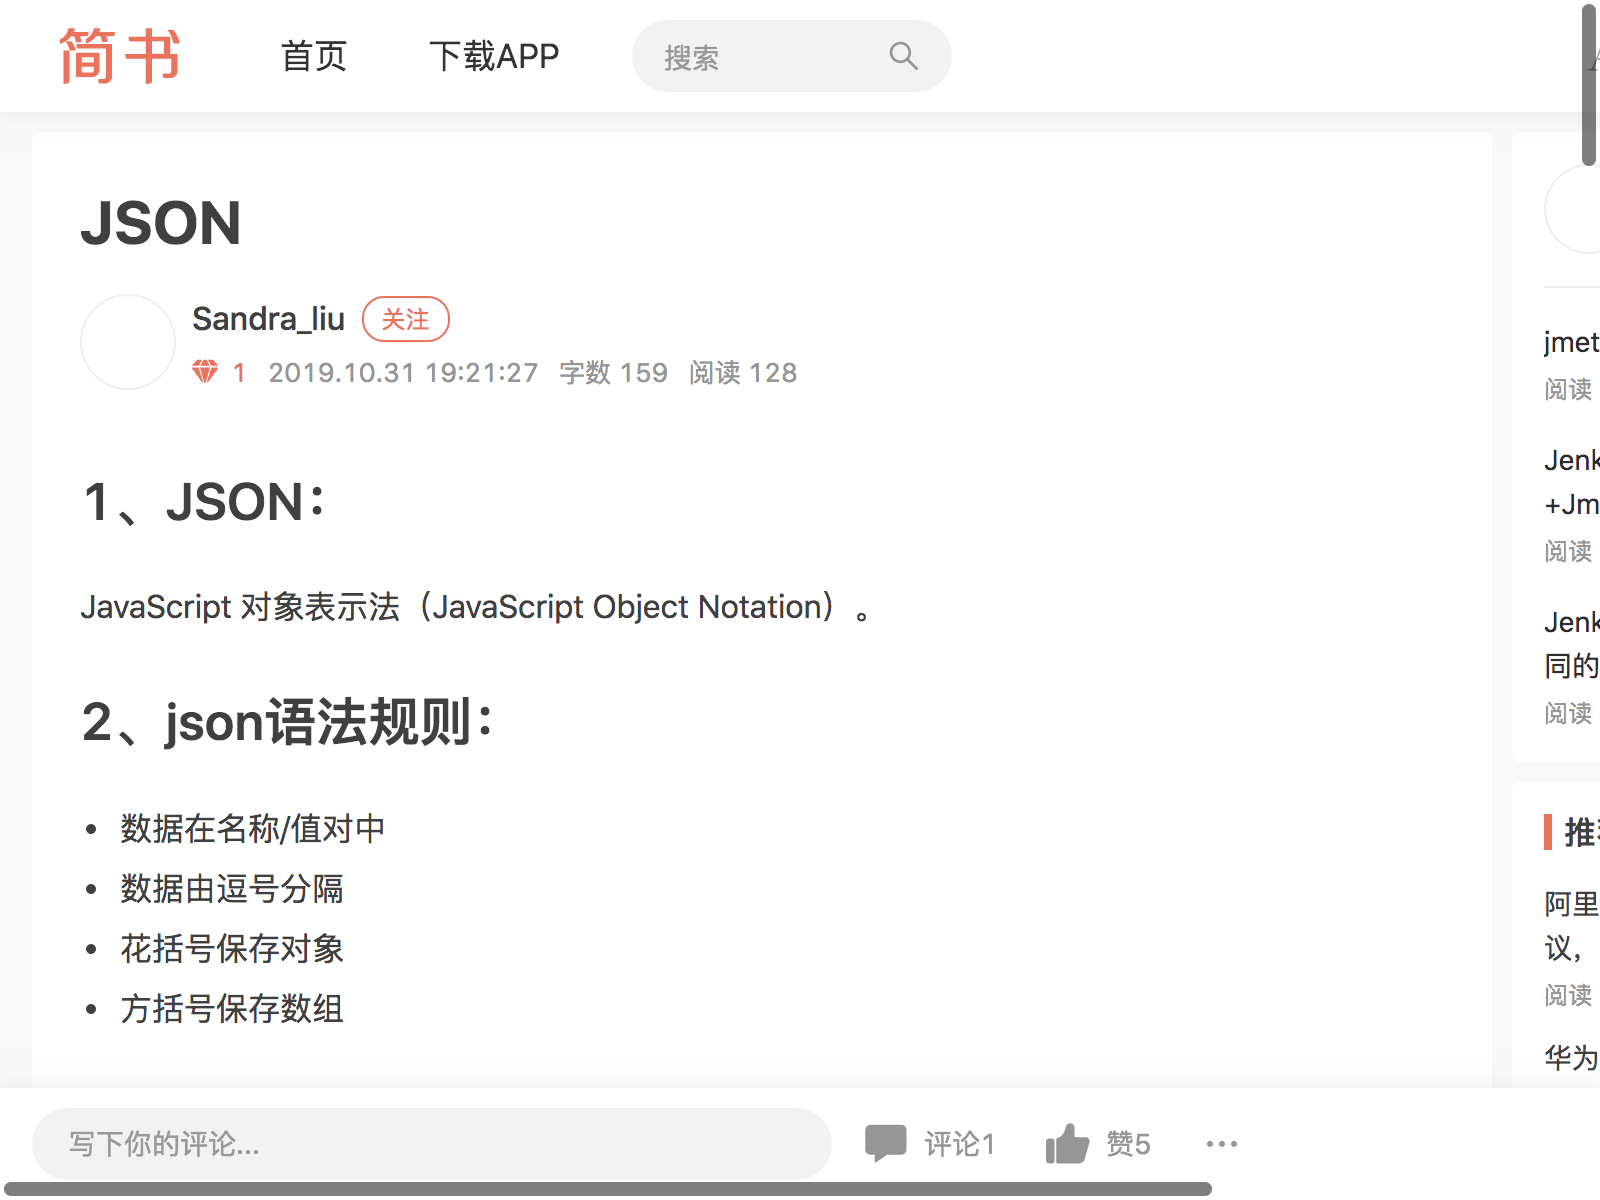 简书
首页
下载APP
搜索
JSON
Sandra_liu
关注
1 2019.10.31 19:21:27 字数 159 阅读 128
1、JSON：
JavaScript 对象表示法（JavaScript Object Notation）。
2、json语法规则：
• 数据在名称/值对中
• 数据由逗号分隔
• 花括号保存对象
• 方括号保存数组
jmet
阅读
Jenk
+Jm
阅读
Jenk
同的
阅读
推
阿里
议，
阅读
华为
写下你的评论...
评论1
赞5